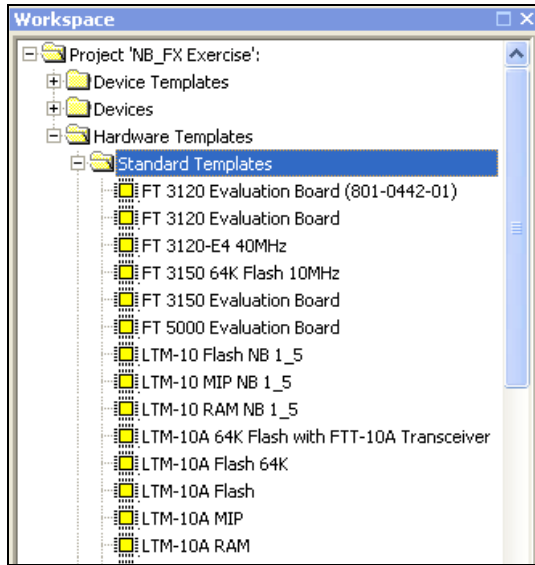 Workspace
Project 'NB_FX Exercise':
Device Templates
Devices
Hardware Templates
Standard Templates
FT 3120 Evaluation Board (801-0442-01)
FT 3120 Evaluation Board
FT 3120-E4 40MHz
FT 3150 64K Flash 10MHz
FT 3150 Evaluation Board
FT 5000 Evaluation Board
LTM-10 Flash NB 1_5
LTM-10 MIP NB 1_5
LTM-10 RAM NB 1_5
LTM-10A 64K Flash with FTT-10A Transceiver
LTM-10A Flash 64K
LTM-10A Flash
LTM-10A MIP
LTM-10A RAM